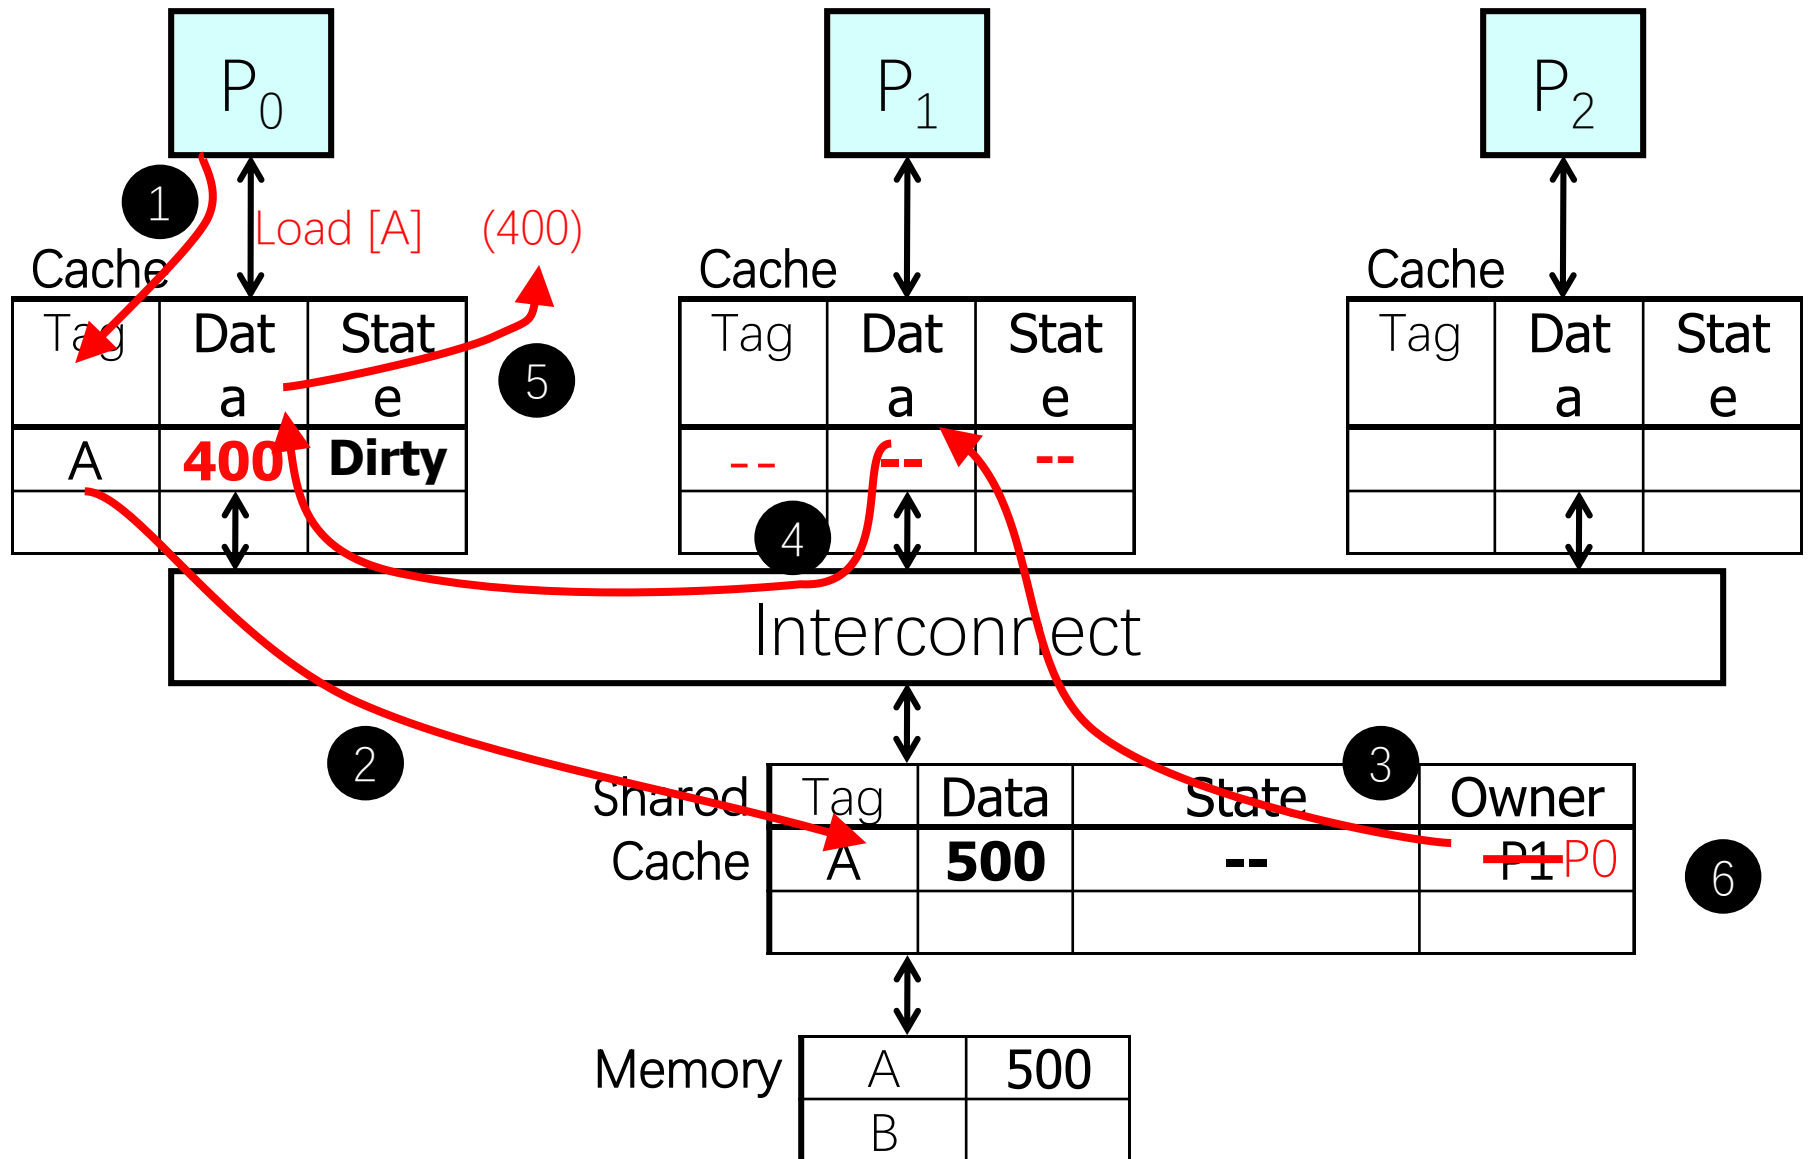 P0 P1 P2
1
Load [A] (400)
Cache Cache Cache
Tag Data State Tag Data State Tag Data State
5
A 400 Dirty -- -- --
4
Interconnect
2 3
Shared Cache
Tag Data State Owner
A 500 -- P1 P0
6
Memory A 500
B